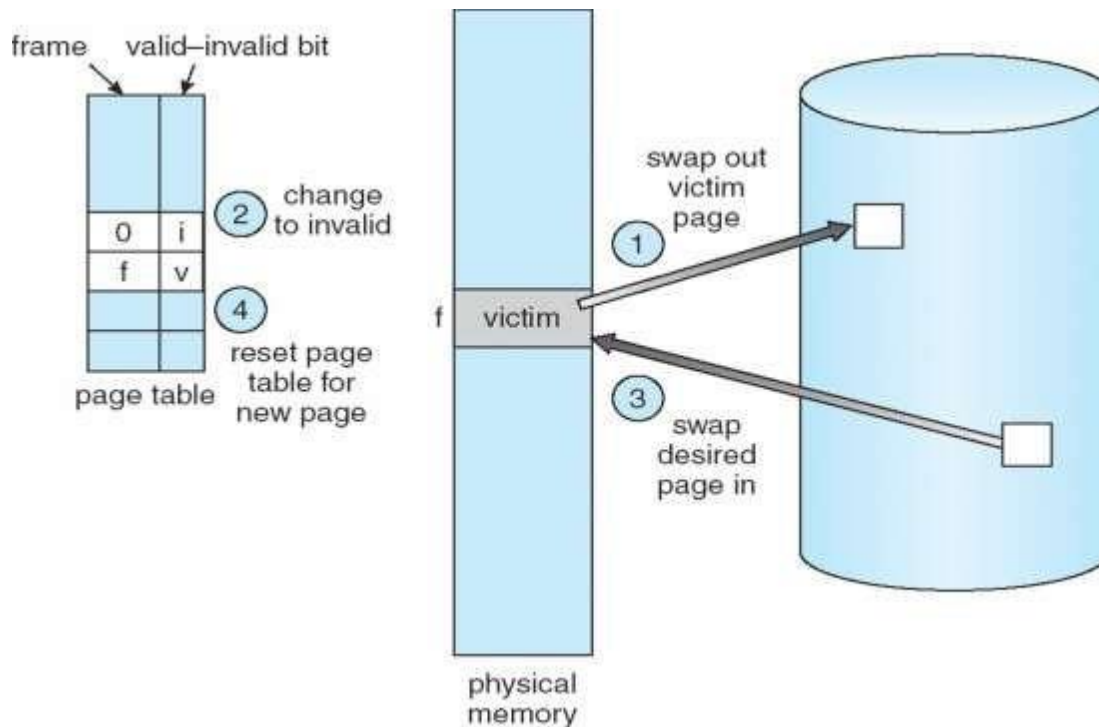 frame
valid–invalid bit
0
i
f
v
2
change
to invalid
4
reset page
table for
new page
page table
f
victim
physical
memory
1
swap out
victim
page
3
swap
desired
page in